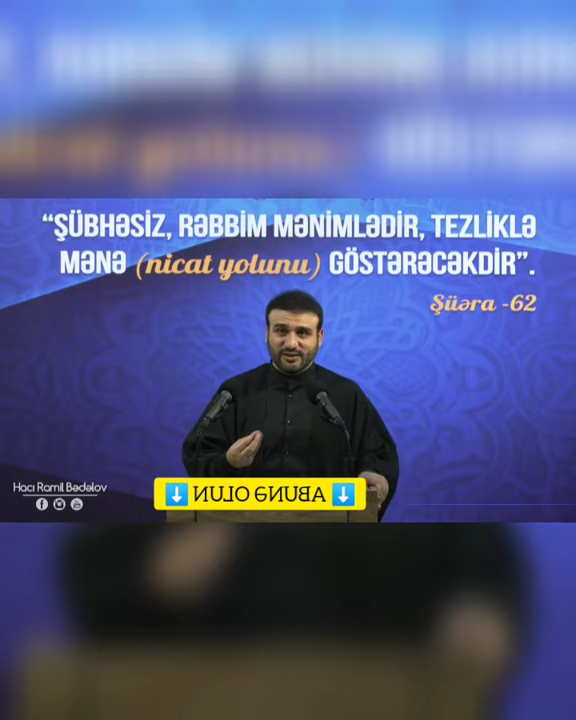 “ŞÜBHƏSİZ, RƏBBİM MƏNİMLƏDİR, TEZLİKLƏ
MƏNƏ (nicat yolunu) GÖSTƏRƏCƏKDİR”.
Şüəra -62
Hacı Ramil Bədəlov
ABUNƏ OLUN